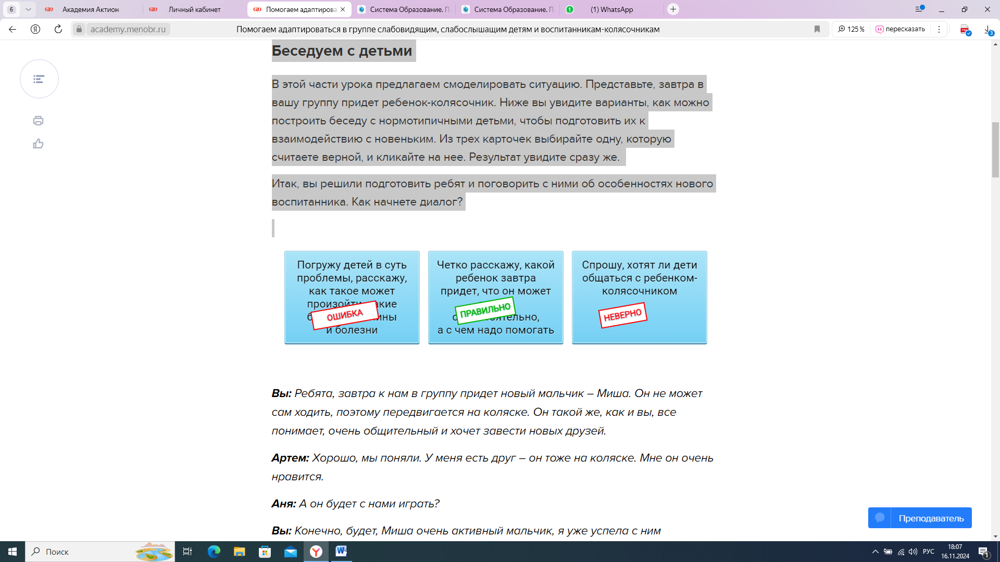 6
Академия Актион
Личный кабинет
Помогаем адаптирова
Система Образование. П
Система Образование. П
1
(1) WhatsApp
academy.menobr.ru
Помогаем адаптироваться в группе слабовидящим, слабослышащим детям и воспитанникам-колясочникам
125 %
пересказать
3
Беседуем с детьми
В этой части урока предлагаем смоделировать ситуацию. Представьте, завтра в
вашу группу придет ребенок-колясочник. Ниже вы увидите варианты, как можно
построить беседу с нормотипичными детьми, чтобы подготовить их к
взаимодействию с новеньким. Из трех карточек выбирайте одну, которую
считаете верной, и кликайте на нее. Результат увидите сразу же.
Итак, вы решили подготовить ребят и поговорить с ними об особенностях нового
воспитанника. Как начнете диалог?
Погружу детей в суть
проблемы, расскажу,
как такое может
произойти,
ОШИБКА
и болезни
Четко расскажу, какой
ребенок завтра
придет, что он может
ПРАВИЛЬНО
а с чем надо помогать
Спрошу, хотят ли дети
общаться с ребенком-
колясочником
НЕВЕРНО
Вы: Ребята, завтра к нам в группу придет новый мальчик – Миша. Он не может
сам ходить, поэтому передвигается на коляске. Он такой же, как и вы, все
понимает, очень общительный и хочет завести новых друзей.
Артем: Хорошо, мы поняли. У меня есть друг – он тоже на коляске. Мне он очень
нравится.
Аня: А он будет с нами играть?
Вы: Конечно, будет, Миша очень активный мальчик, я уже успела с ним
Преподаватель
Поиск
РУС
18:07
16.11.2024
1